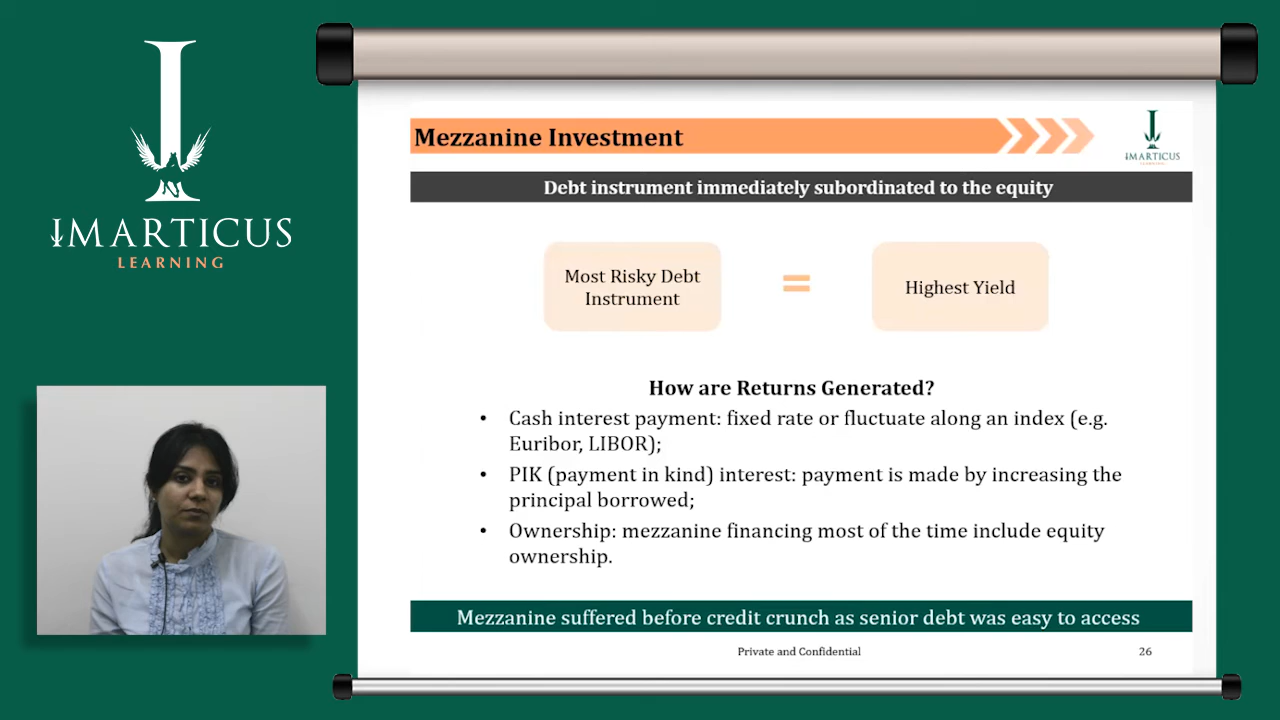 IMARTICUS
LEARNING
Mezzanine Investment
IMARTICUS
LEARNING
Debt instrument immediately subordinated to the equity
Most Risky Debt
Instrument
=
Highest Yield
How are Returns Generated?
• Cash interest payment: fixed rate or fluctuate along an index (e.g.
Euribor, LIBOR);
• PIK (payment in kind) interest: payment is made by increasing the
principal borrowed;
• Ownership: mezzanine financing most of the time include equity
ownership.
Mezzanine suffered before credit crunch as senior debt was easy to access
Private and Confidential
26